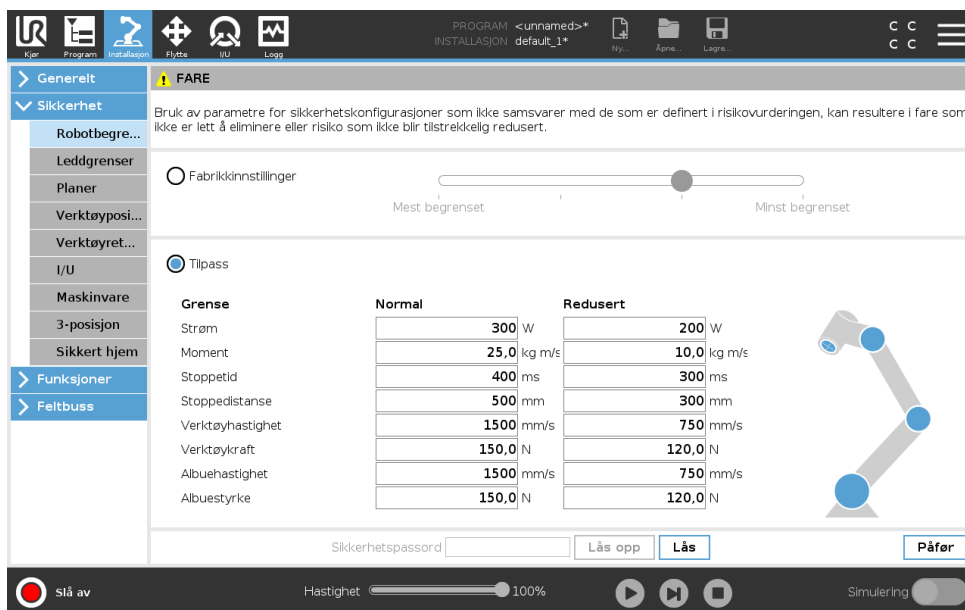 PROGRAM <unnamed>*
INSTALLASJON default_1*
Ny... Åpne... Lagre...
C C
C C
UR
Kjør Program Installasjon Flytte I/U Logg
Generelt
Sikkerhet
Robotbegre...
Leddgrenser
Planer
Verktøyposi...
Verktøyret...
I/U
Maskinvare
3-posisjon
Sikkert hjem
Funksjoner
Feltbuss
FARE
Bruk av parametre for sikkerhetskonfigurasjoner som ikke samsvarer med de som er definert i risikovurderingen, kan resultere i fare som
ikke er lett å eliminere eller risiko som ikke blir tilstrekkelig redusert.
Fabrikkinnstillinger
Mest begrenset Minst begrenset
Tilpass
Grense Normal Redusert
Strøm 300 W 200 W
Moment 25,0 kg m/s 10,0 kg m/s
Stoppetid 400 ms 300 ms
Stoppedistanse 500 mm 300 mm
Verktøyhastighet 1500 mm/s 750 mm/s
Verktøykraft 150,0 N 120,0 N
Albuehastighet 1500 mm/s 750 mm/s
Albuestyrke 150,0 N 120,0 N
Sikkerhetspassord Lås opp Lås Påfør
Slå av Hastighet 100% Simulering